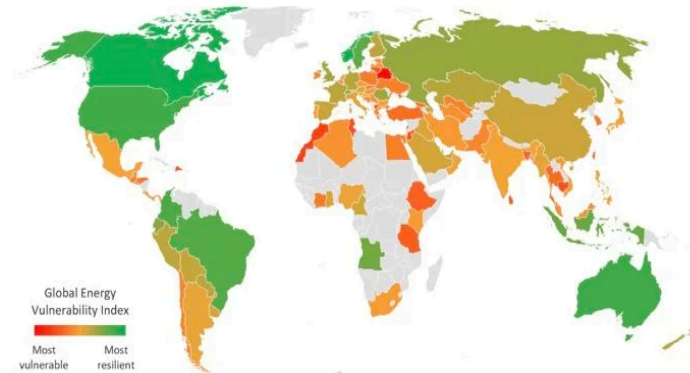 Global Energy
Vulnerability Index
Most Most
vulnerable resilient